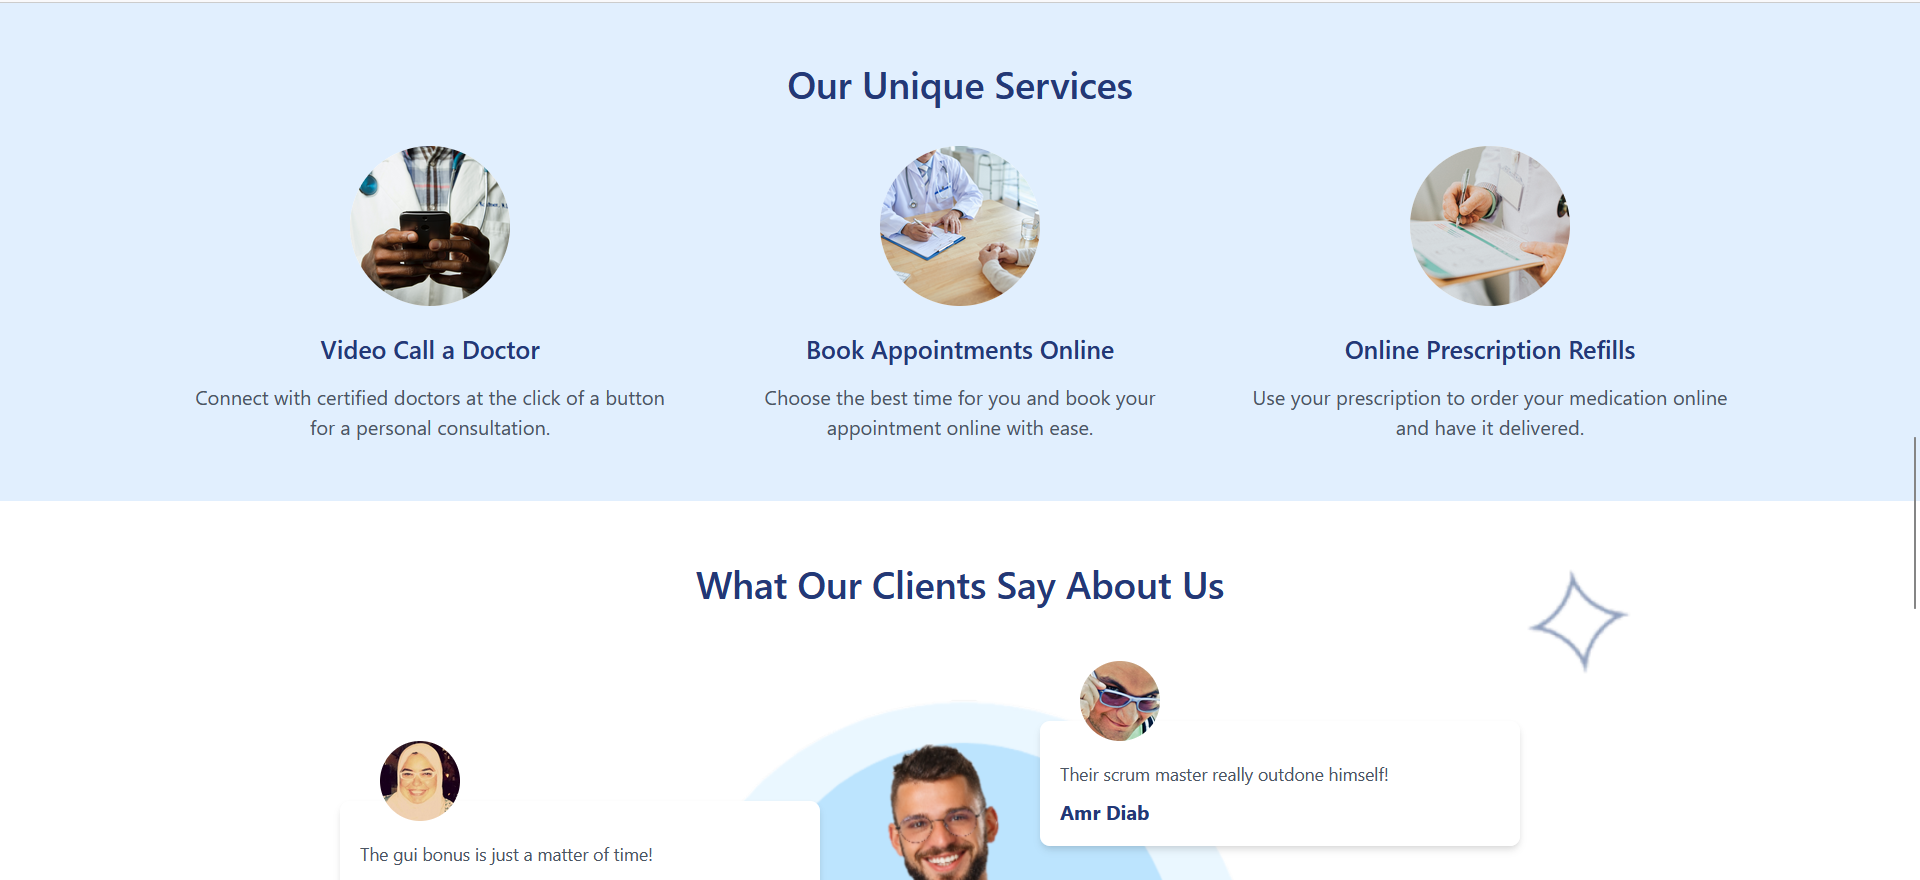 Our Unique Services
Video Call a Doctor
Connect with certified doctors at the click of a button
for a personal consultation.
Book Appointments Online
Choose the best time for you and book your
appointment online with ease.
Online Prescription Refills
Use your prescription to order your medication online
and have it delivered.
What Our Clients Say About Us
Their scrum master really outdone himself!
Amr Diab
The gui bonus is just a matter of time!